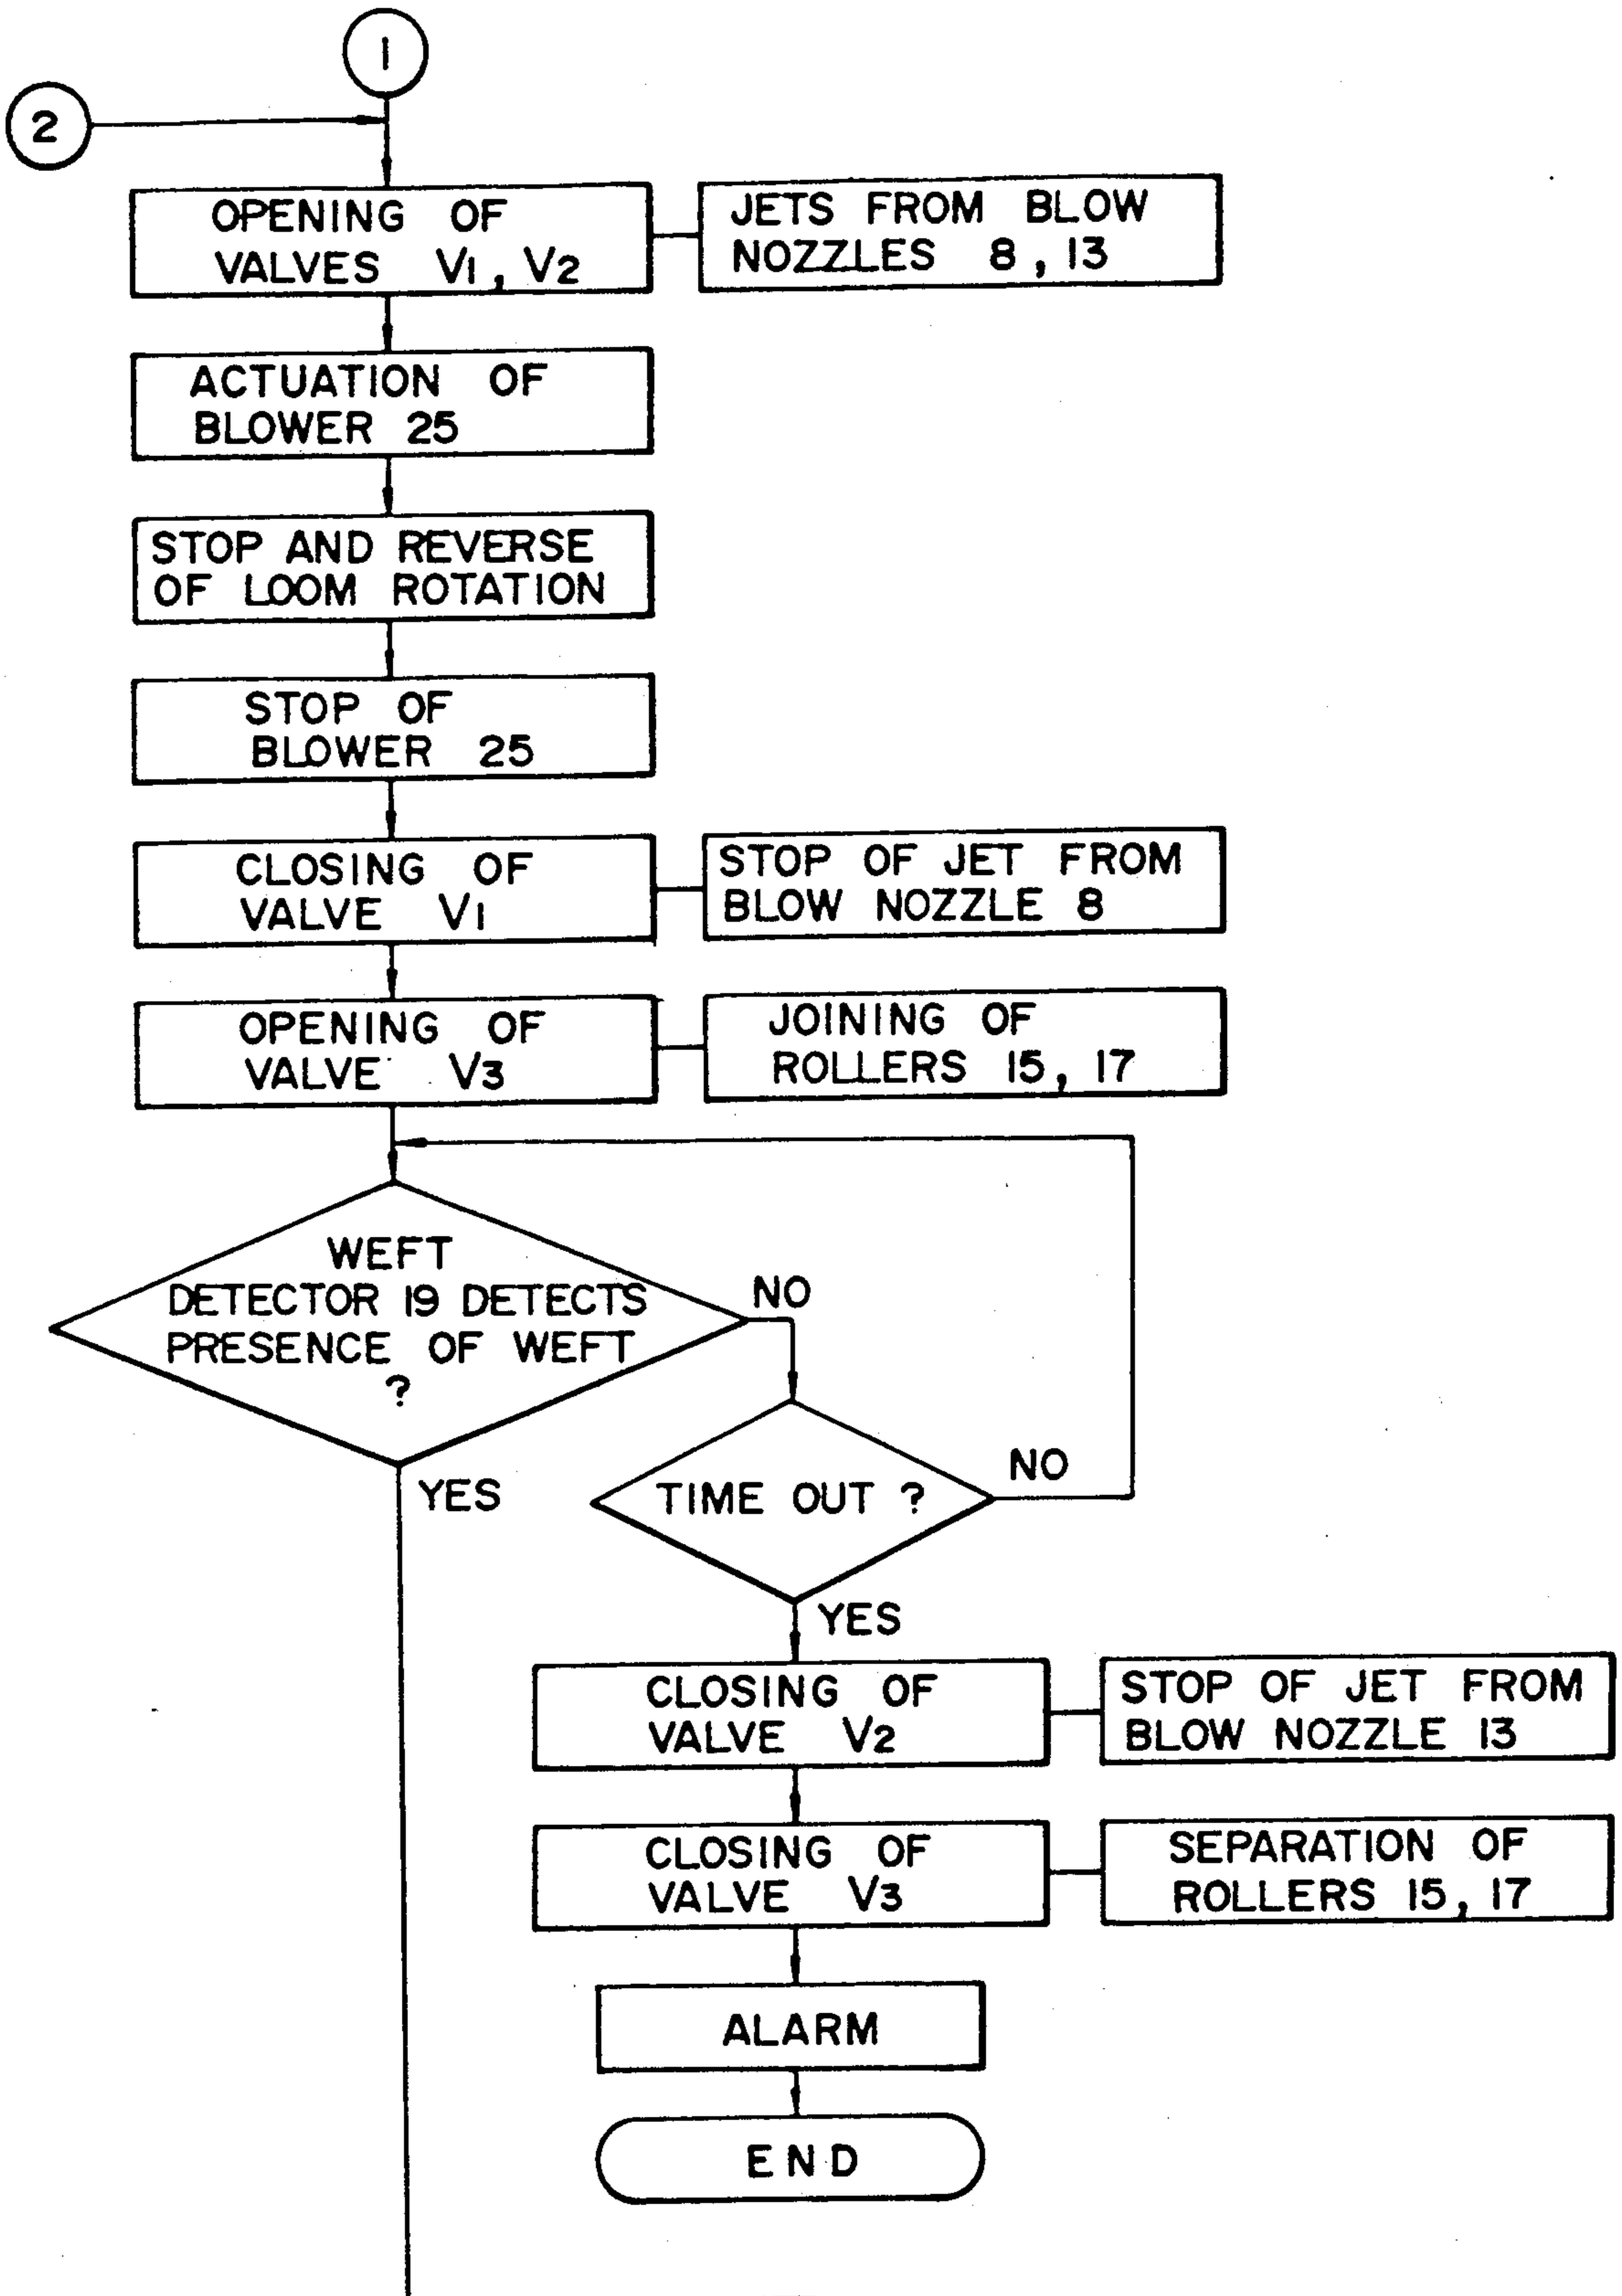 1
2
OPENING OF
VALVES V1, V2
JETS FROM BLOW
NOZZLES 8, 13
ACTUATION OF
BLOWER 25
STOP AND REVERSE
OF LOOM ROTATION
STOP OF
BLOWER 25
CLOSING OF
VALVE V1
STOP OF JET FROM
BLOW NOZZLE 8
OPENING OF
VALVE V3
JOINING OF
ROLLERS 15, 17
WEFT
DETECTOR 19 DETECTS
PRESENCE OF WEFT
?
NO
YES
TIME OUT ?
NO
YES
CLOSING OF
VALVE V2
STOP OF JET FROM
BLOW NOZZLE 13
CLOSING OF
VALVE V3
SEPARATION OF
ROLLERS 15, 17
ALARM
END